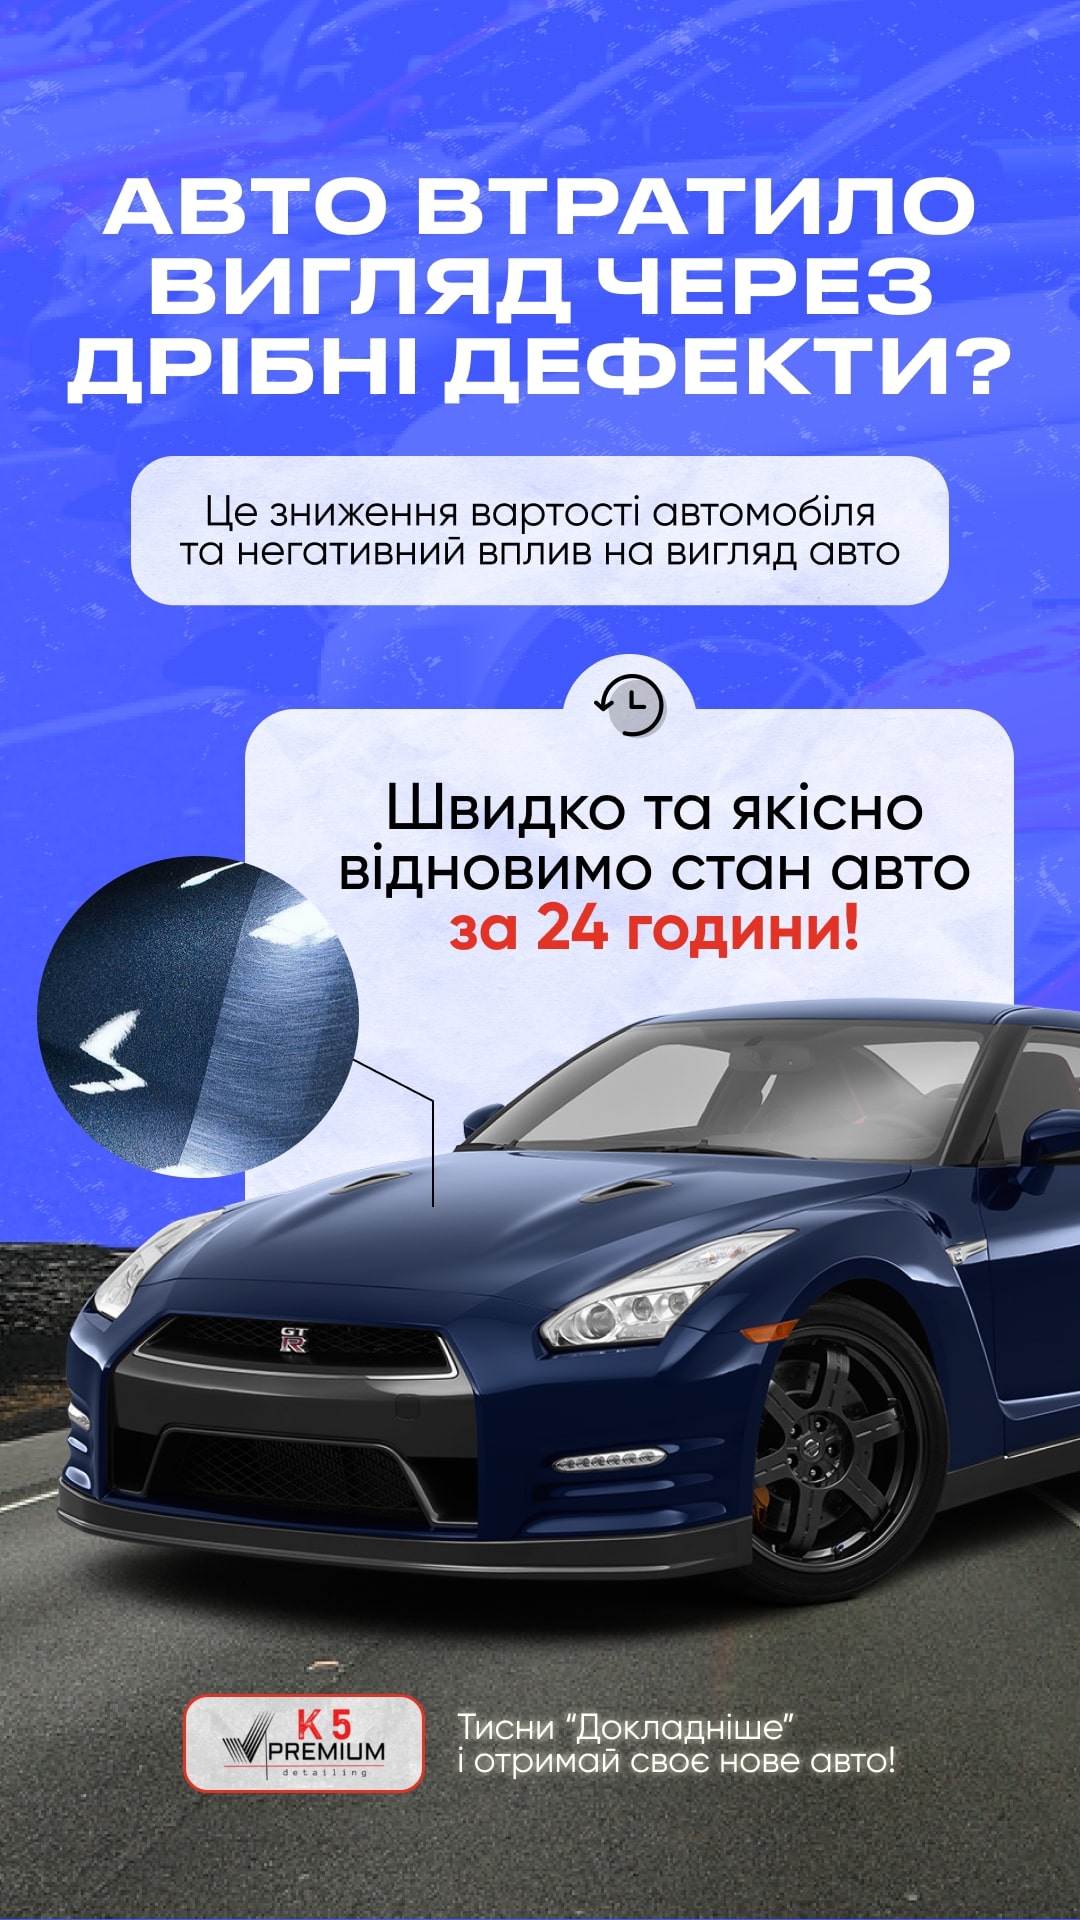 АВТО ВТРАТИЛО
ВИГЛЯД ЧЕРЕЗ
ДРІБНІ ДЕФЕКТИ?
Це зниження вартості автомобіля
та негативний вплив на вигляд авто
Швидко та якісно
відновимо стан авто
за 24 години!
GT
R
K 5
PREMIUM
detailing
Тисни “Докладніше”
і отримай своє нове авто!